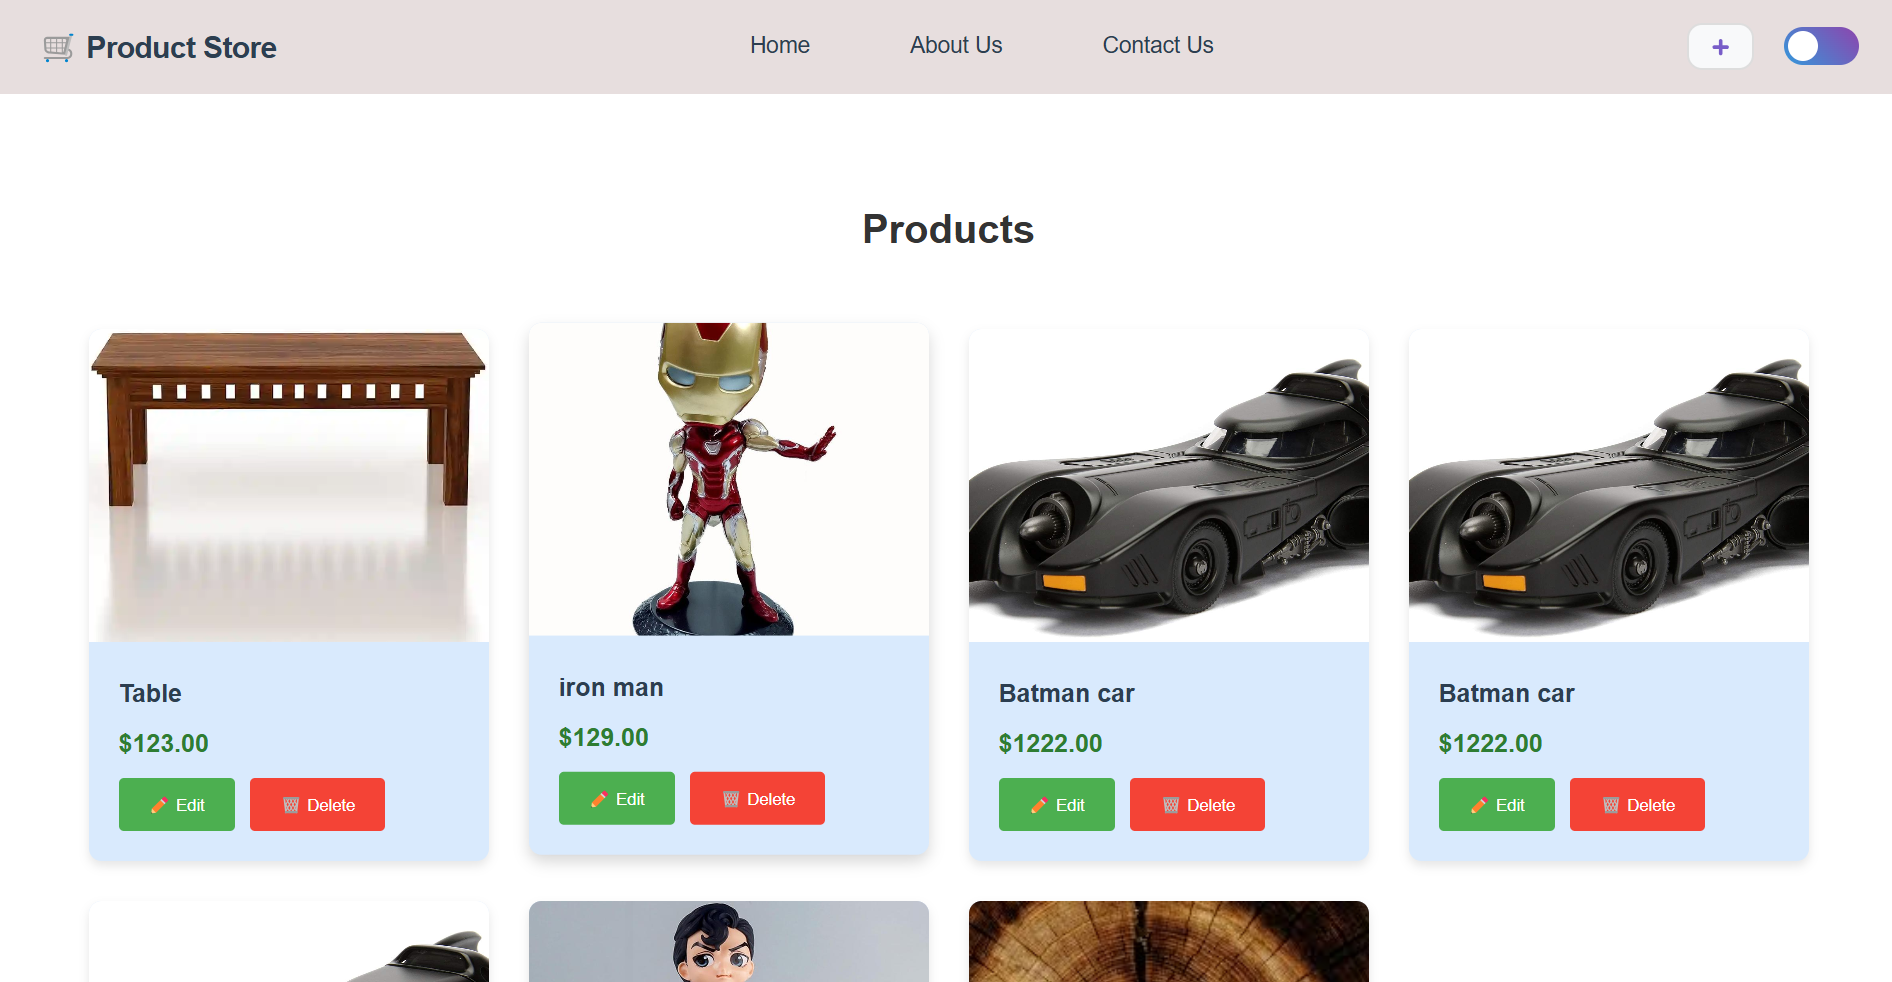 Product Store
Home
About Us
Contact Us
+
Products
Table
$123.00
Edit
Delete
iron man
$129.00
Edit
Delete
Batman car
$1222.00
Edit
Delete
Batman car
$1222.00
Edit
Delete